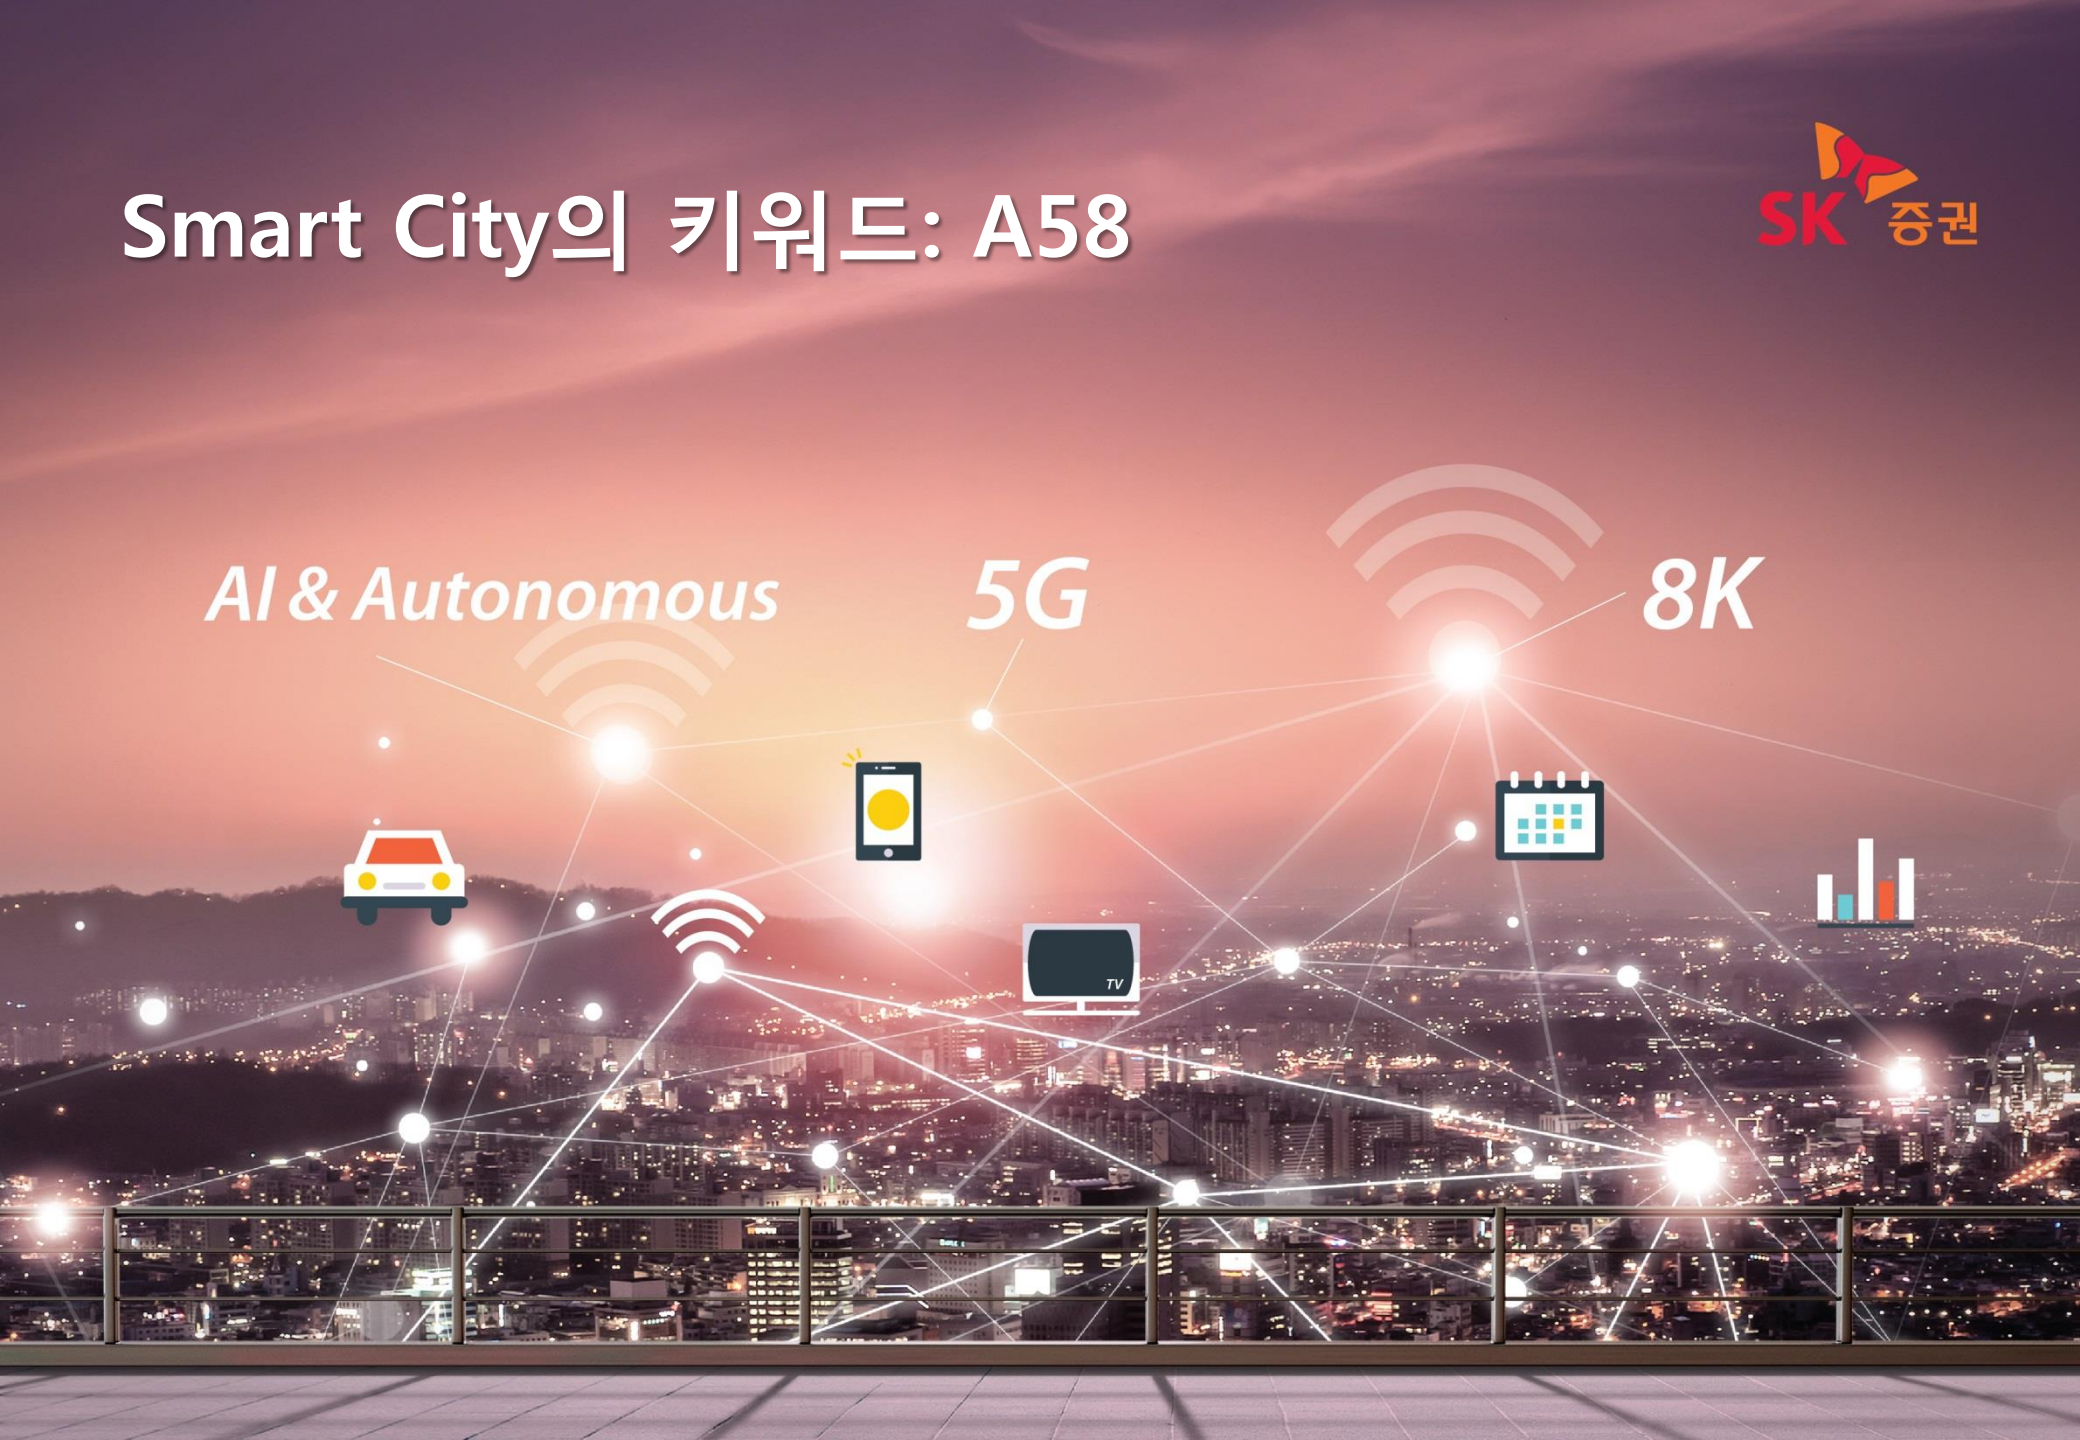 Smart City의 키워드: A58
SK 증권
AI & Autonomous
5G
8K
TV